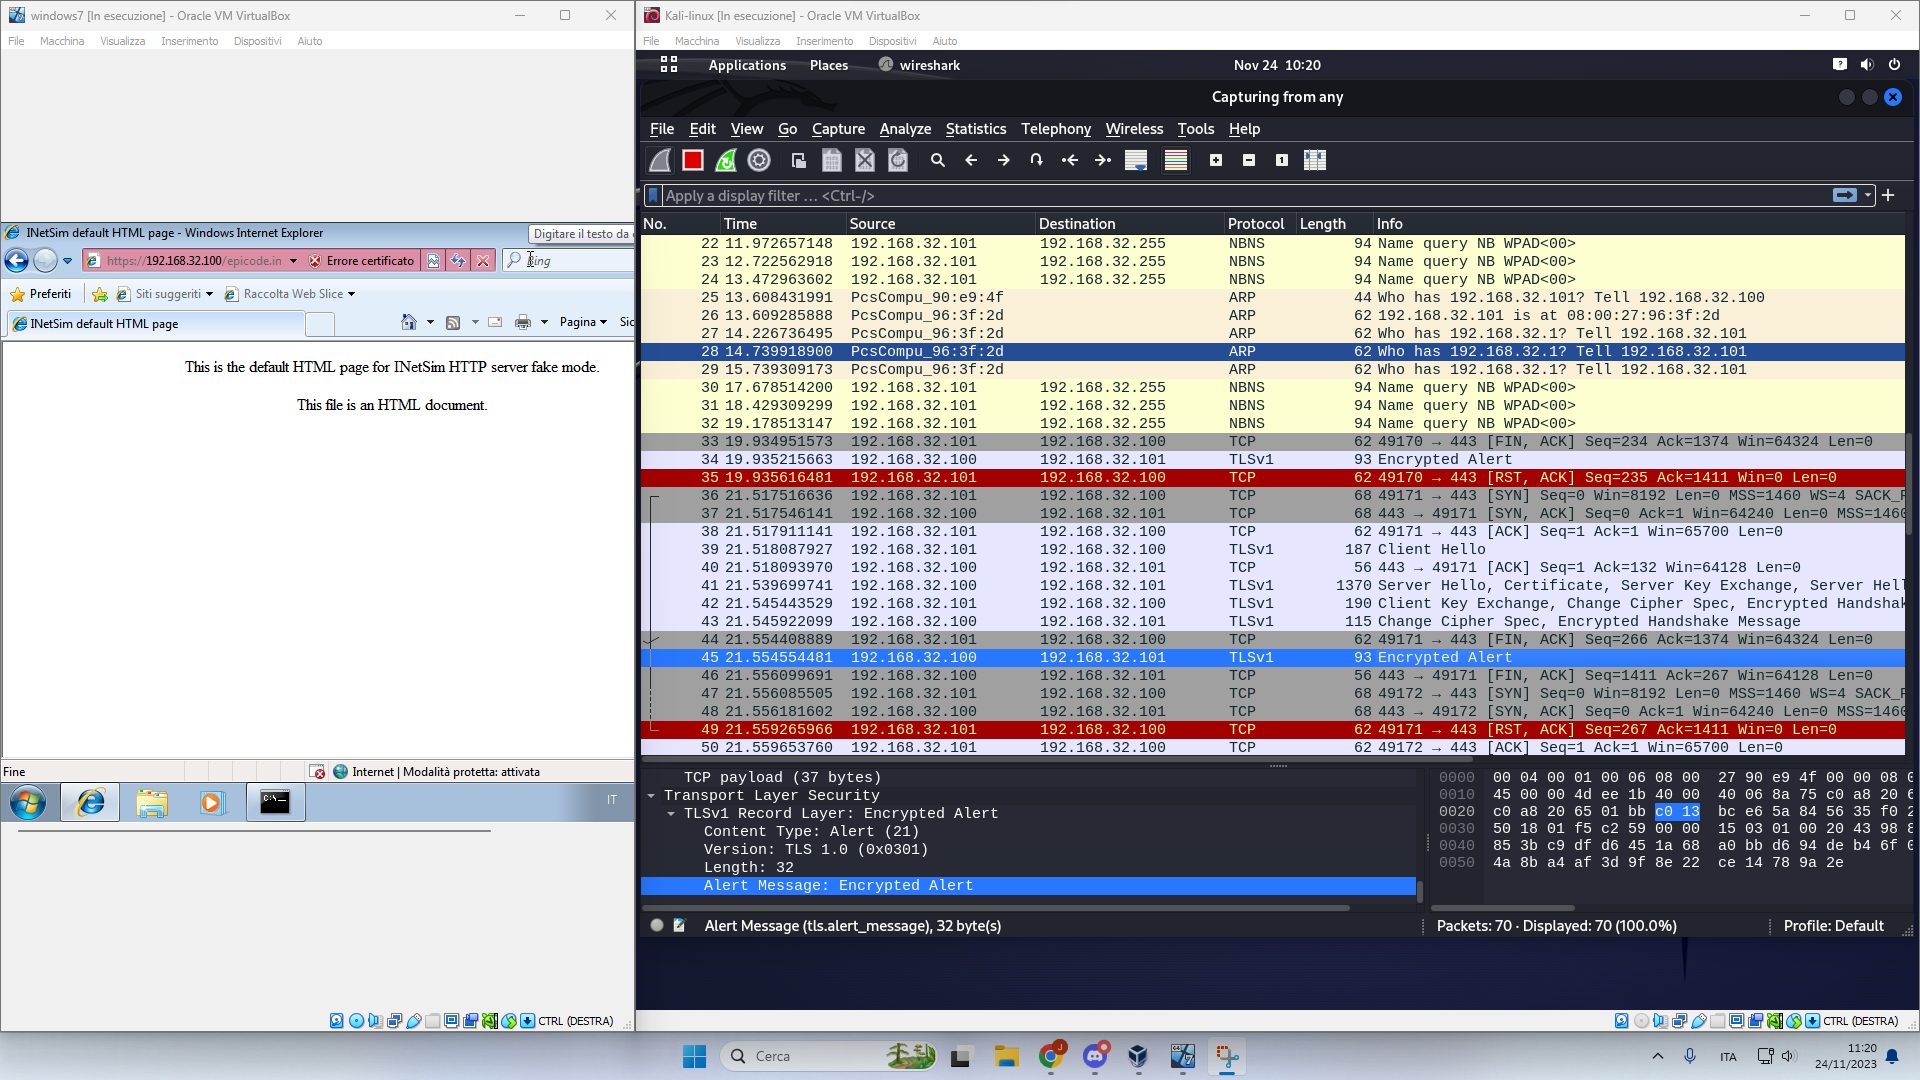 windows7 [In esecuzione] - Oracle VM VirtualBox
File Macchina Visualizza Inserimento Dispositivi Aiuto
INetSim default HTML page - Windows Internet Explorer
Digitare il testo da
https://192.168.32.100/epicode.in
Errore certificato
Preferiti
Siti suggeriti
Raccolta Web Slice
INetSim default HTML page
Pagina
This is the default HTML page for INetSim HTTP server fake mode.
This file is an HTML document.
Fine
Internet | Modalità protetta: attivata
IT
CTRL (DESTRA)
Kali-linux [In esecuzione] - Oracle VM VirtualBox
File Macchina Visualizza Inserimento Dispositivi Aiuto
Applications Places wireshark
Nov 24 10:20
Capturing from any
File Edit View Go Capture Analyze Statistics Telephony Wireless Tools Help
Apply a display filter … <Ctrl-/>
No. Time Source Destination Protocol Length Info
22 11.972657148 192.168.32.101 192.168.32.255 NBNS 94 Name query NB WPAD<00>
23 12.722562918 192.168.32.101 192.168.32.255 NBNS 94 Name query NB WPAD<00>
24 13.472963602 192.168.32.101 192.168.32.255 NBNS 94 Name query NB WPAD<00>
25 13.608431991 PcsCompu_90:e9:4f ARP 44 Who has 192.168.32.101? Tell 192.168.32.100
26 13.609285888 PcsCompu_96:3f:2d ARP 62 192.168.32.101 is at 08:00:27:96:3f:2d
27 14.226736495 PcsCompu_96:3f:2d ARP 62 Who has 192.168.32.1? Tell 192.168.32.101
28 14.739918900 PcsCompu_96:3f:2d ARP 62 Who has 192.168.32.1? Tell 192.168.32.101
29 15.739309173 PcsCompu_96:3f:2d ARP 62 Who has 192.168.32.1? Tell 192.168.32.101
30 17.678514200 192.168.32.101 192.168.32.255 NBNS 94 Name query NB WPAD<00>
31 18.429309299 192.168.32.101 192.168.32.255 NBNS 94 Name query NB WPAD<00>
32 19.178513147 192.168.32.101 192.168.32.255 NBNS 94 Name query NB WPAD<00>
33 19.934951573 192.168.32.101 192.168.32.100 TCP 62 49170 → 443 [FIN, ACK] Seq=234 Ack=1374 Win=64324 Len=0
34 19.935215663 192.168.32.100 192.168.32.101 TLSv1 93 Encrypted Alert
35 19.935616481 192.168.32.101 192.168.32.100 TCP 62 49170 → 443 [RST, ACK] Seq=235 Ack=1411 Win=0 Len=0
36 21.517516636 192.168.32.101 192.168.32.100 TCP 68 49171 → 443 [SYN] Seq=0 Win=8192 Len=0 MSS=1460 WS=4 SACK_P
37 21.517546141 192.168.32.100 192.168.32.101 TCP 68 443 → 49171 [SYN, ACK] Seq=0 Ack=1 Win=64240 Len=0 MSS=1460
38 21.517911141 192.168.32.101 192.168.32.100 TCP 62 49171 → 443 [ACK] Seq=1 Ack=1 Win=65700 Len=0
39 21.518087927 192.168.32.101 192.168.32.100 TLSv1 187 Client Hello
40 21.518093970 192.168.32.100 192.168.32.101 TCP 56 443 → 49171 [ACK] Seq=1 Ack=132 Win=64128 Len=0
41 21.539699741 192.168.32.100 192.168.32.101 TLSv1 1370 Server Hello, Certificate, Server Key Exchange, Server Hell
42 21.545443529 192.168.32.101 192.168.32.100 TLSv1 190 Client Key Exchange, Change Cipher Spec, Encrypted Handshak
43 21.545922099 192.168.32.100 192.168.32.101 TLSv1 115 Change Cipher Spec, Encrypted Handshake Message
44 21.554408889 192.168.32.101 192.168.32.100 TCP 62 49171 → 443 [FIN, ACK] Seq=266 Ack=1374 Win=64324 Len=0
45 21.554554481 192.168.32.100 192.168.32.101 TLSv1 93 Encrypted Alert
46 21.556099691 192.168.32.100 192.168.32.101 TCP 56 443 → 49171 [FIN, ACK] Seq=1411 Ack=267 Win=64128 Len=0
47 21.556085505 192.168.32.101 192.168.32.100 TCP 68 49172 → 443 [SYN] Seq=0 Win=8192 Len=0 MSS=1460 WS=4 SACK_P
48 21.556181602 192.168.32.100 192.168.32.101 TCP 68 443 → 49172 [SYN, ACK] Seq=0 Ack=1 Win=64240 Len=0 MSS=1460
49 21.559265966 192.168.32.101 192.168.32.100 TCP 62 49171 → 443 [RST, ACK] Seq=267 Ack=1411 Win=0 Len=0
50 21.559653760 192.168.32.101 192.168.32.100 TCP 62 49172 → 443 [ACK] Seq=1 Ack=1 Win=65700 Len=0
TCP payload (37 bytes)
Transport Layer Security
TLSv1 Record Layer: Encrypted Alert
Content Type: Alert (21)
Version: TLS 1.0 (0x0301)
Length: 32
Alert Message: Encrypted Alert
0000 00 04 00 01 00 06 08 00 27 90 e9 4f 00 00 08 0
0010 45 00 00 4d ee 1b 40 00 40 06 8a 75 c0 a8 20 6
0020 c0 a8 20 65 01 bb c0 13 bc e6 5a 84 56 35 f0 2
0030 50 18 01 f5 c2 59 00 00 15 03 01 00 20 43 98 8
0040 85 3b c9 df d6 45 1a 68 a0 bb d6 94 de b4 6f 0
0050 4a 8b a4 af 3d 9f 8e 22 ce 14 78 9a 2e
Alert Message (tls.alert_message), 32 byte(s)
Packets: 70 · Displayed: 70 (100.0%)
Profile: Default
CTRL (DESTRA)
Cerca
ITA
11:20
24/11/2023